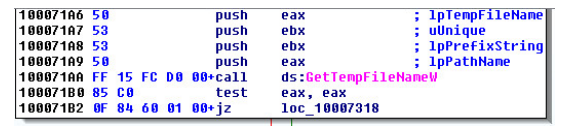 100071A6 50 push eax ; lpTempFileName
100071A7 53 push ebx ; uUnique
100071A8 53 push ebx ; lpPrefixString
100071A9 50 push eax ; lpPathName
100071AA FF 15 FC D0 00+call ds:GetTempFileNameW
100071B0 85 C0 test eax, eax
100071B2 0F 84 60 01 00+jz loc_10007318